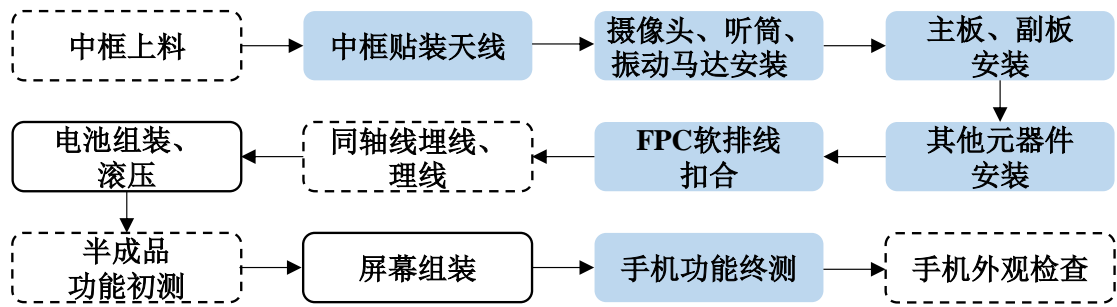 中框上料
中框贴装天线
摄像头、听筒、
振动马达安装
主板、副板
安装
其他元器件
安装
FPC软排线
扣合
同轴线埋线、
理线
电池组装、
滚压
半成品
功能初测
屏幕组装
手机功能终测
手机外观检查